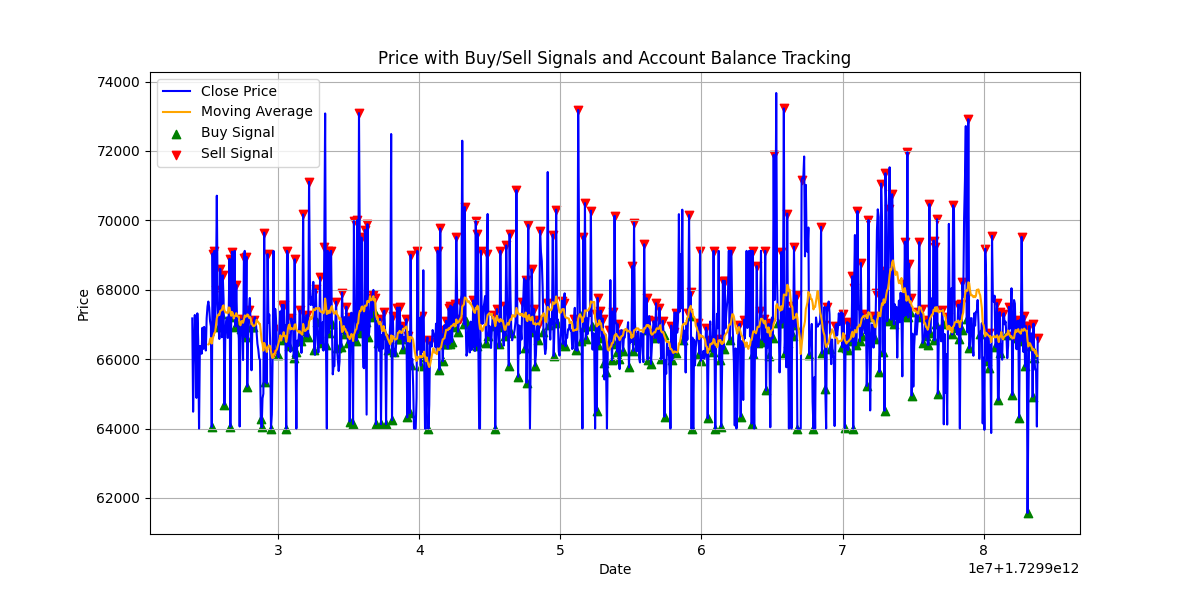 Price with Buy/Sell Signals and Account Balance Tracking
Close Price
Moving Average
Buy Signal
Sell Signal
Price
74000
72000
70000
68000
66000
64000
62000
3 4 5 6 7 8
Date
1e7+1.7299e12